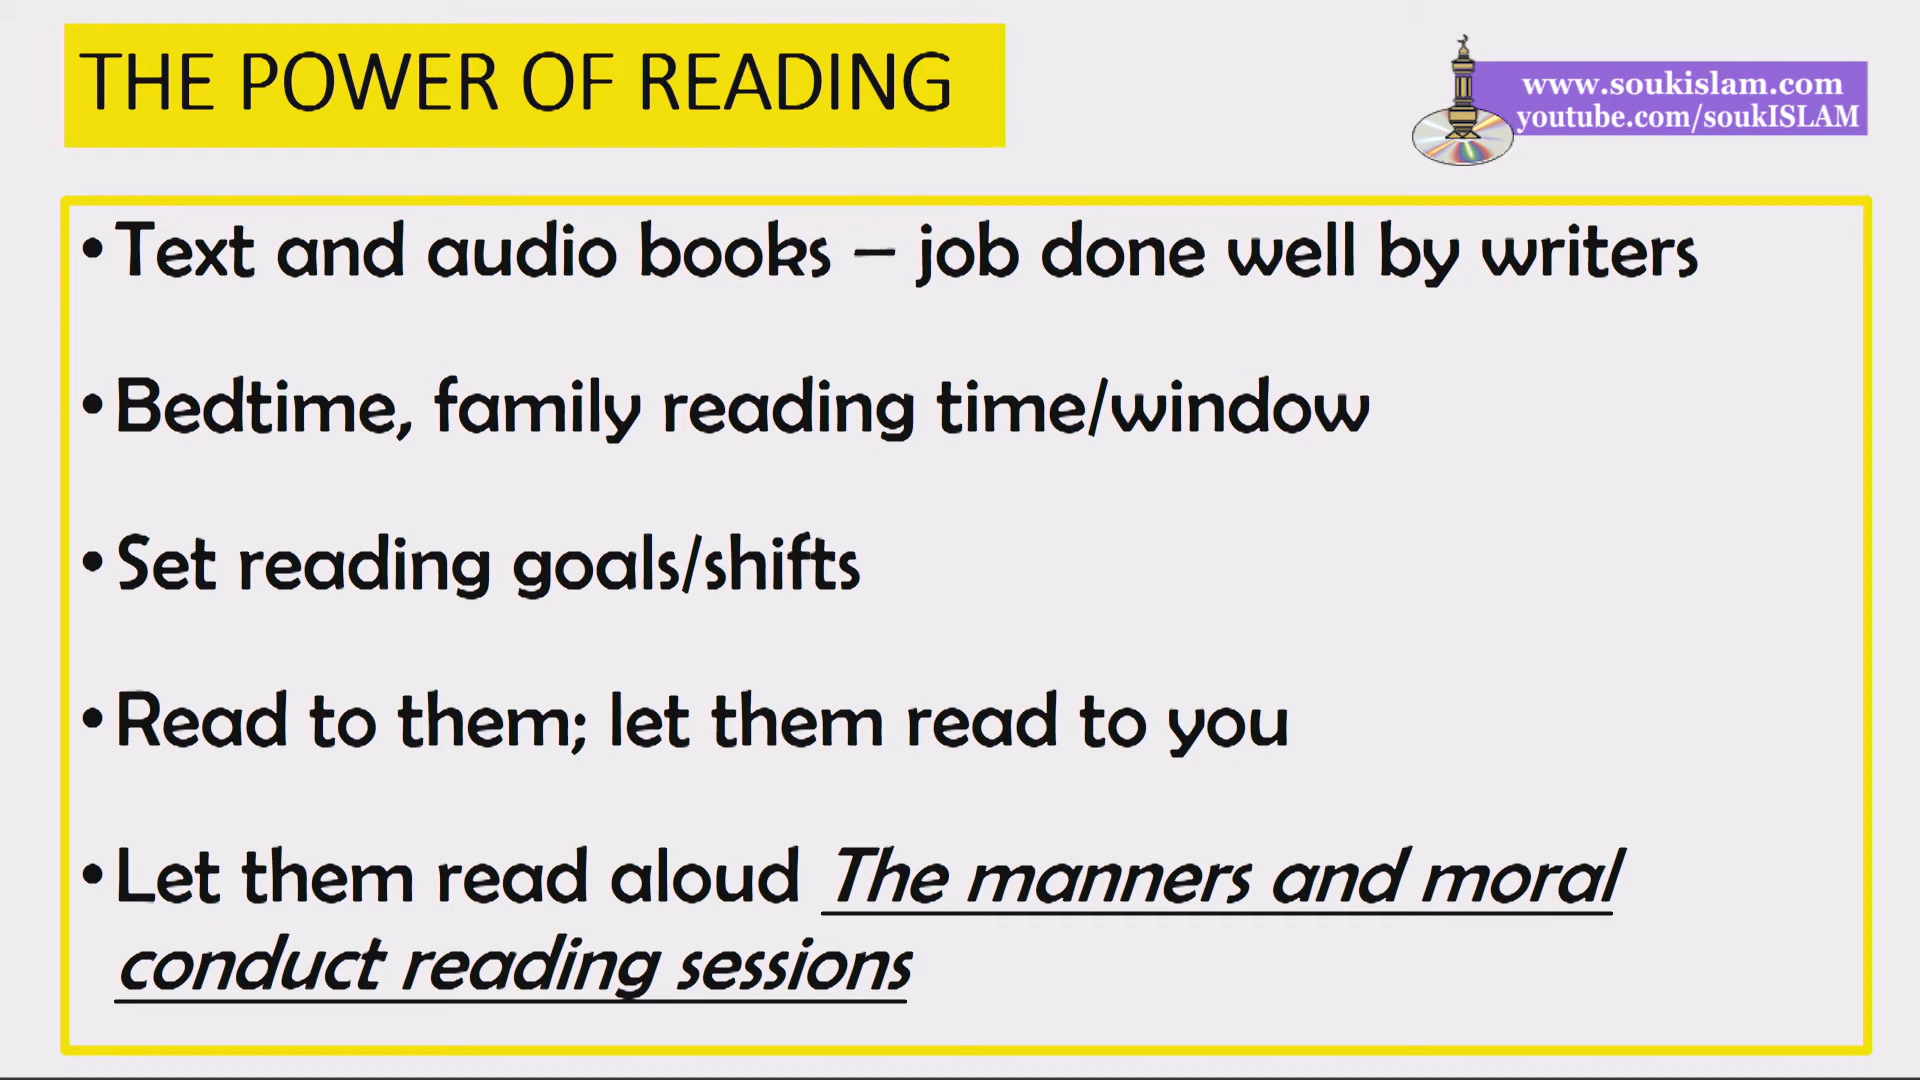 THE POWER OF READING
www.soukislam.com
youtube.com/soukISLAM
•Text and audio books – job done well by writers
•Bedtime, family reading time/window
•Set reading goals/shifts
•Read to them; let them read to you
•Let them read aloud The manners and moral
conduct reading sessions